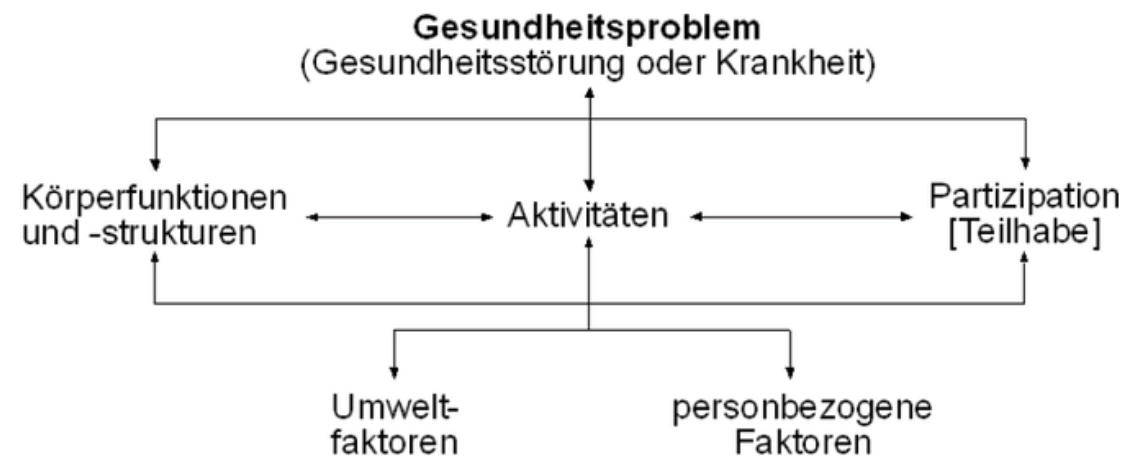 Gesundheitsproblem
(Gesundheitsstörung oder Krankheit)
Körperfunktionen
und -strukturen
Aktivitäten
Partizipation
[Teilhabe]
Umwelt-
faktoren
personbezogene
Faktoren